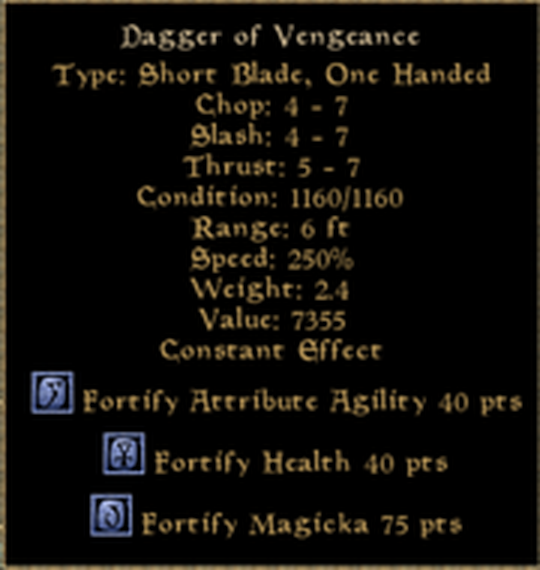 Dagger of Vengeance
Type: Short Blade, One Handed
Chop: 4 - 7
Slash: 4 - 7
Thrust: 5 - 7
Condition: 1160/1160
Range: 6 ft
Speed: 250%
Weight: 2.4
Value: 7355
Constant Effect
Fortify Attribute Agility 40 pts
Fortify Health 40 pts
Fortify Magicka 75 pts